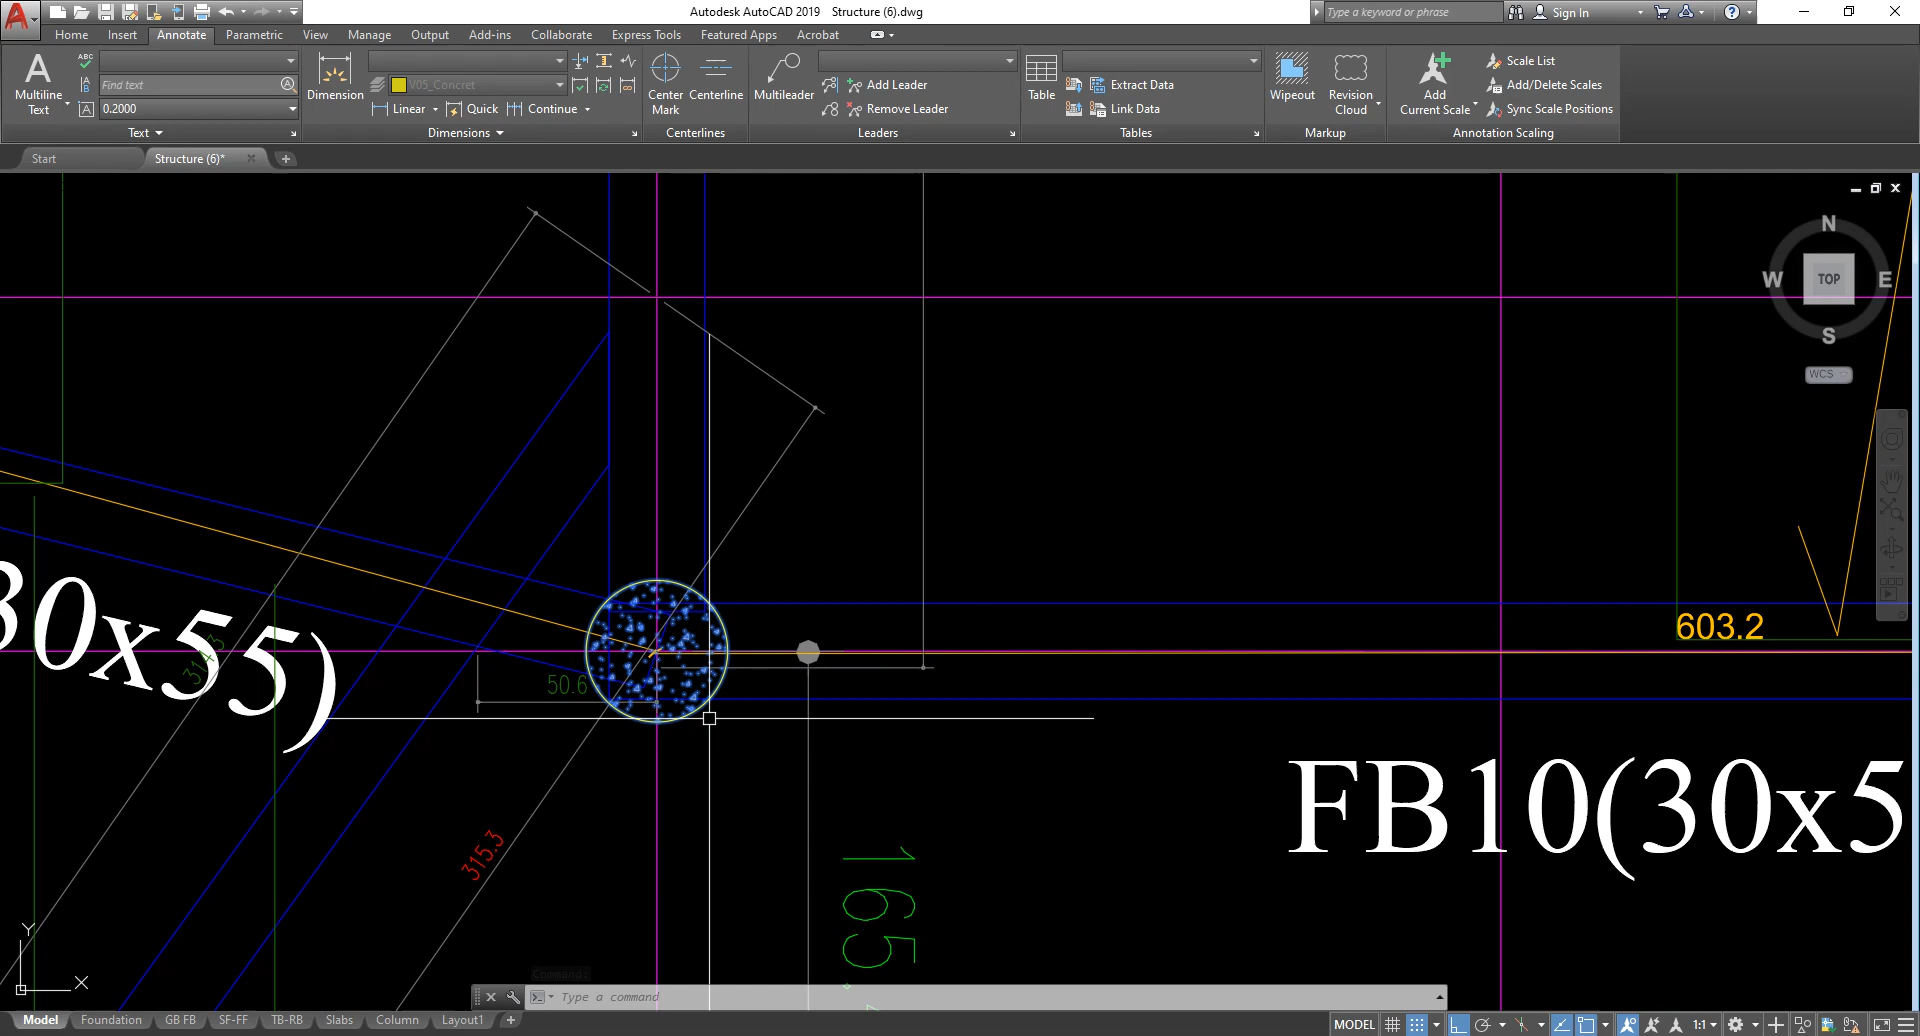 Autodesk AutoCAD 2019 Structure (6).dwg
Type a keyword or phrase
Sign In
Home Insert Annotate Parametric View Manage Output Add-ins Collaborate Express Tools Featured Apps Acrobat
Multiline Text
ABC
Find text
0.2000
Text
Dimension
V05_Concret
Linear Quick Continue
Dimensions
Center Mark
Centerline
Centerlines
Multileader
Add Leader
Remove Leader
Leaders
Table
Extract Data
Link Data
Tables
Wipeout
Revision Cloud
Markup
Add Current Scale
Scale List
Add/Delete Scales
Sync Scale Positions
Annotation Scaling
Start
Structure (6)*
N
W TOP E
S
WCS
30x55)
50.6
603.2
315.3
FB10(30x5
165.
Y
X
Command:
Type a command
Model Foundation GB FB SF-FF TB-RB Slabs Column Layout1
MODEL
1:1